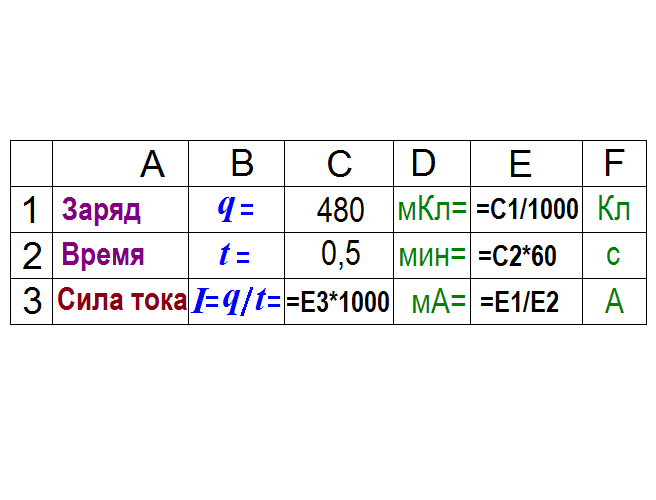 A B C D E F
1 Заряд q = 480 мКл= =C1/1000 Кл
2 Время t = 0,5 мин= =C2*60 с
3 Сила тока I=q/t= =E3*1000 мА= =E1/E2 А